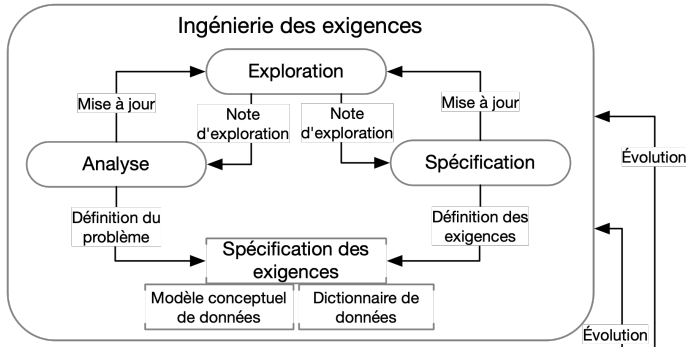 Ingénierie des exigences
Exploration
Mise à jour
Note
d'exploration
Note
d'exploration
Mise à jour
Analyse
Spécification
Évolution
Définition du
problème
Définition des
exigences
Spécification des
exigences
Modèle conceptuel
de données
Dictionnaire de
données
Évolution